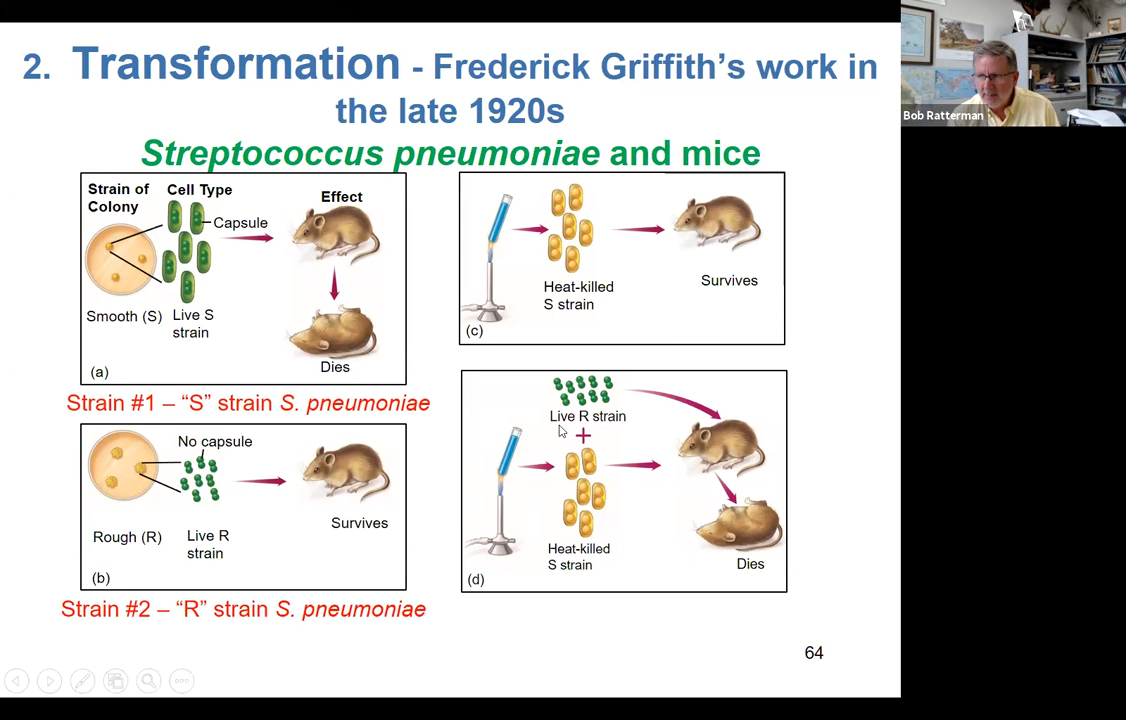 2. Transformation - Frederick Griffith's work in
the late 1920s
Streptococcus pneumoniae and mice
Strain of
Colony
Cell Type
Effect
Capsule
Smooth (S)
Live S
strain
Dies
(a)
Strain #1 – “S” strain S. pneumoniae
No capsule
Rough (R)
Live R
strain
Survives
(b)
Strain #2 – “R” strain S. pneumoniae
Heat-killed
S strain
Survives
(c)
Live R strain
+
Heat-killed
S strain
Dies
(d)
64
Bob Ratterman